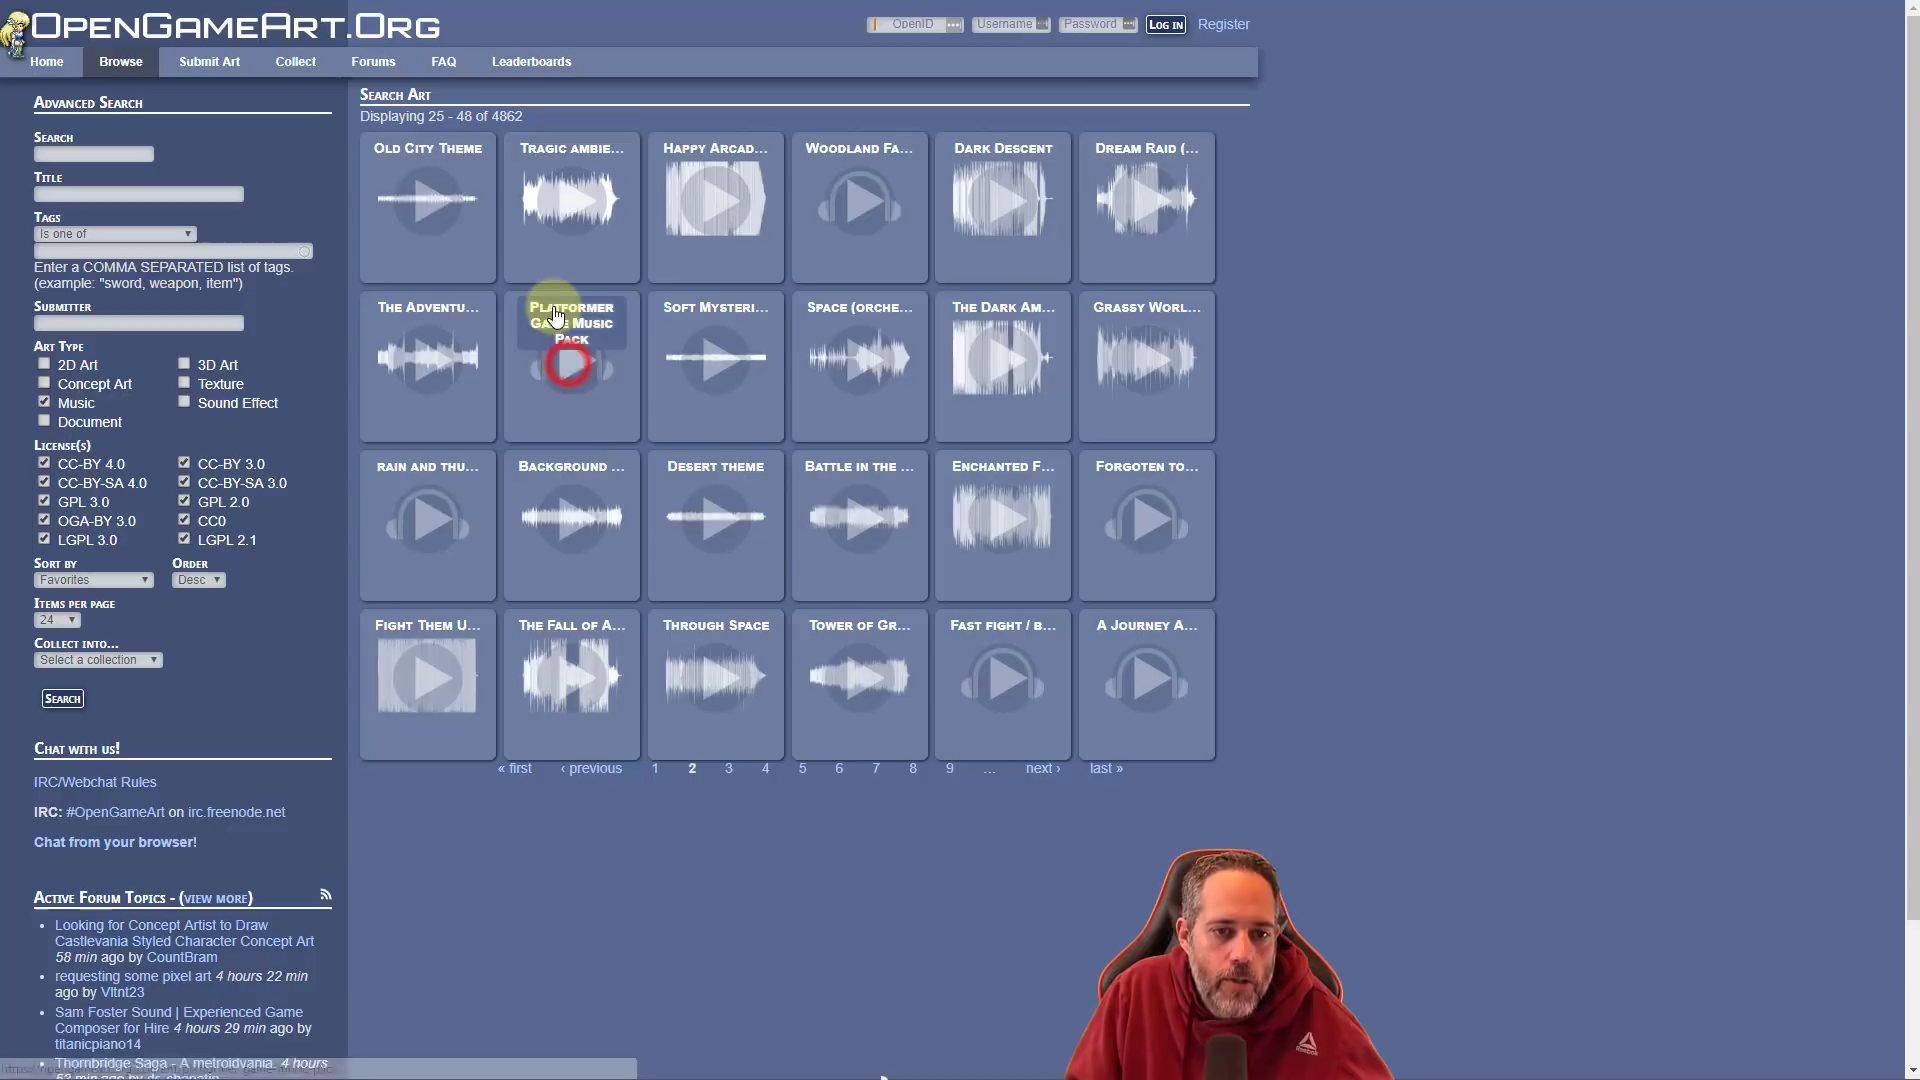 OpenGameArt.Org
OpenID
Username
Password
Log in
Register
Home
Browse
Submit Art
Collect
Forums
FAQ
Leaderboards
Advanced Search
Search
Title
Tags
Is one of
Enter a COMMA SEPARATED list of tags.
(example: "sword, weapon, item")
Submitter
Art Type
2D Art
3D Art
Concept Art
Texture
Music
Sound Effect
Document
License(s)
CC-BY 4.0
CC-BY 3.0
CC-BY-SA 4.0
CC-BY-SA 3.0
GPL 3.0
GPL 2.0
OGA-BY 3.0
CC0
LGPL 3.0
LGPL 2.1
Sort by
Order
Favorites
Desc
Items per page
24
Collect into...
Select a collection
Search
Chat with us!
IRC/Webchat Rules
IRC: #OpenGameArt on irc.freenode.net
Chat from your browser!
Active Forum Topics - (view more)
Looking for Concept Artist to Draw
Castlevania Styled Character Concept Art
58 min ago by CountBram
requesting some pixel art 4 hours 22 min
ago by Vltnt23
Sam Foster Sound | Experienced Game
Composer for Hire 4 hours 29 min ago by
titanicpiano14
Thornbridge Saga - A metroidvania. 4 hours
Search Art
Displaying 25 - 48 of 4862
Old City Theme
Tragic ambie...
Happy Arcad...
Woodland Fa...
Dark Descent
Dream Raid (...
The Adventu...
Platformer
Game Music
Pack
Soft Mysteri...
Space (orche...
The Dark Am...
Grassy Worl...
rain and thu...
Background ...
Desert theme
Battle in the ...
Enchanted F...
Forgoten to...
Fight Them U...
The Fall of A...
Through Space
Tower of Gr...
Fast fight / b...
A Journey A...
« first
‹ previous
1
2
3
4
5
6
7
8
9
...
next ›
last »
Reebok